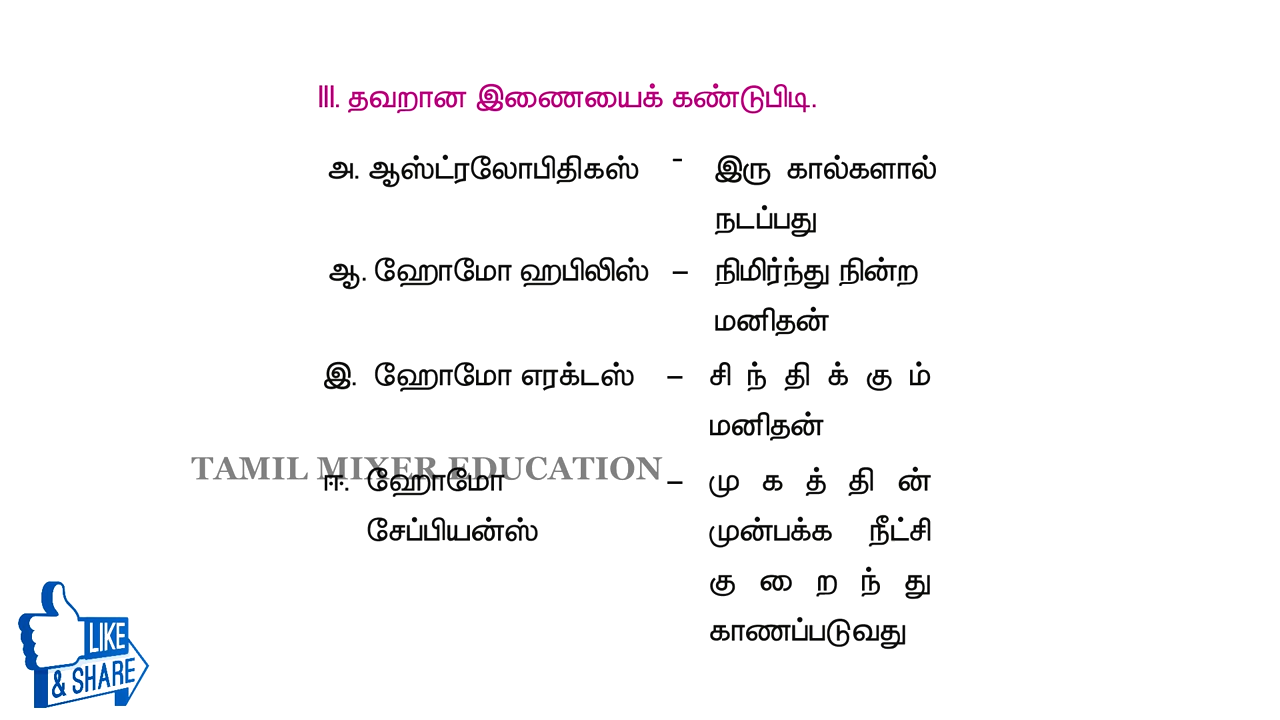 III. தவறான இணையைக் கண்டுபிடி.
அ. ஆஸ்ட்ரலோபிதிகஸ் - இரு கால்களால்
நடப்பது
ஆ. ஹோமோ ஹபிலிஸ் – நிமிர்ந்து நின்ற
மனிதன்
இ. ஹோமோ எரக்டஸ் – சிந்திக்கும்
மனிதன்
TAMIL MIXER EDUCATION
ஈ. ஹோமோ – முகத்தின்
சேப்பியன்ஸ் முன்பக்க நீட்சி
குறைந்து
காணப்படுவது
LIKE
& SHARE